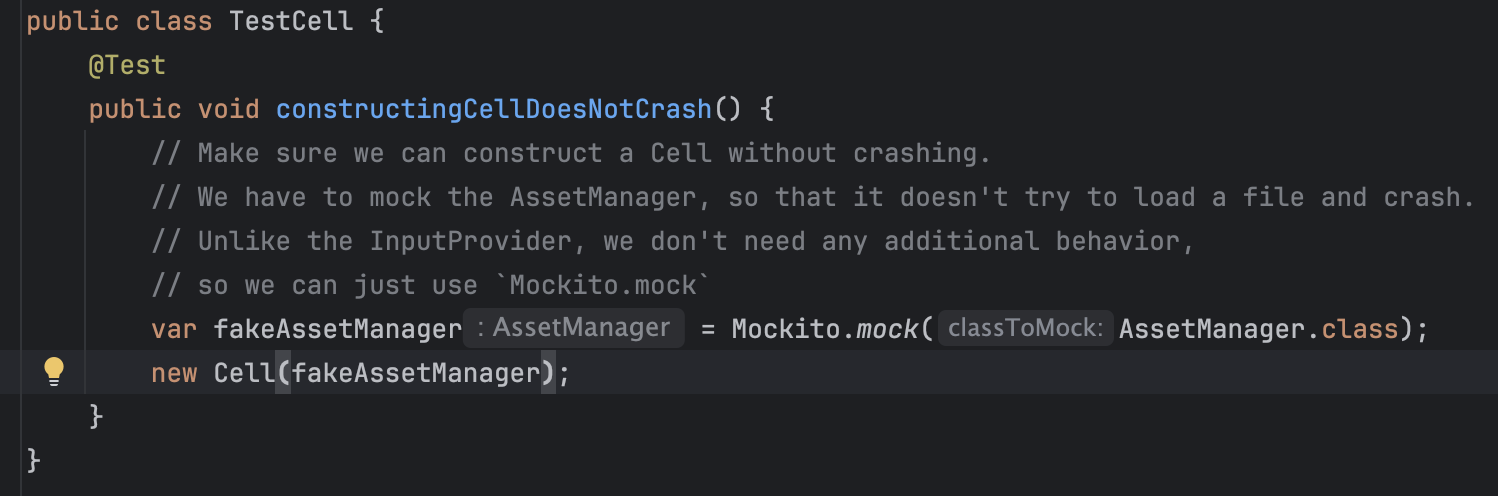 public class TestCell {
@Test
public void constructingCellDoesNotCrash() {
// Make sure we can construct a Cell without crashing.
// We have to mock the AssetManager, so that it doesn't try to load a file and crash.
// Unlike the InputProvider, we don't need any additional behavior,
// so we can just use `Mockito.mock`
var fakeAssetManager : AssetManager = Mockito.mock( classToMock: AssetManager.class);
new Cell(fakeAssetManager);
}
}